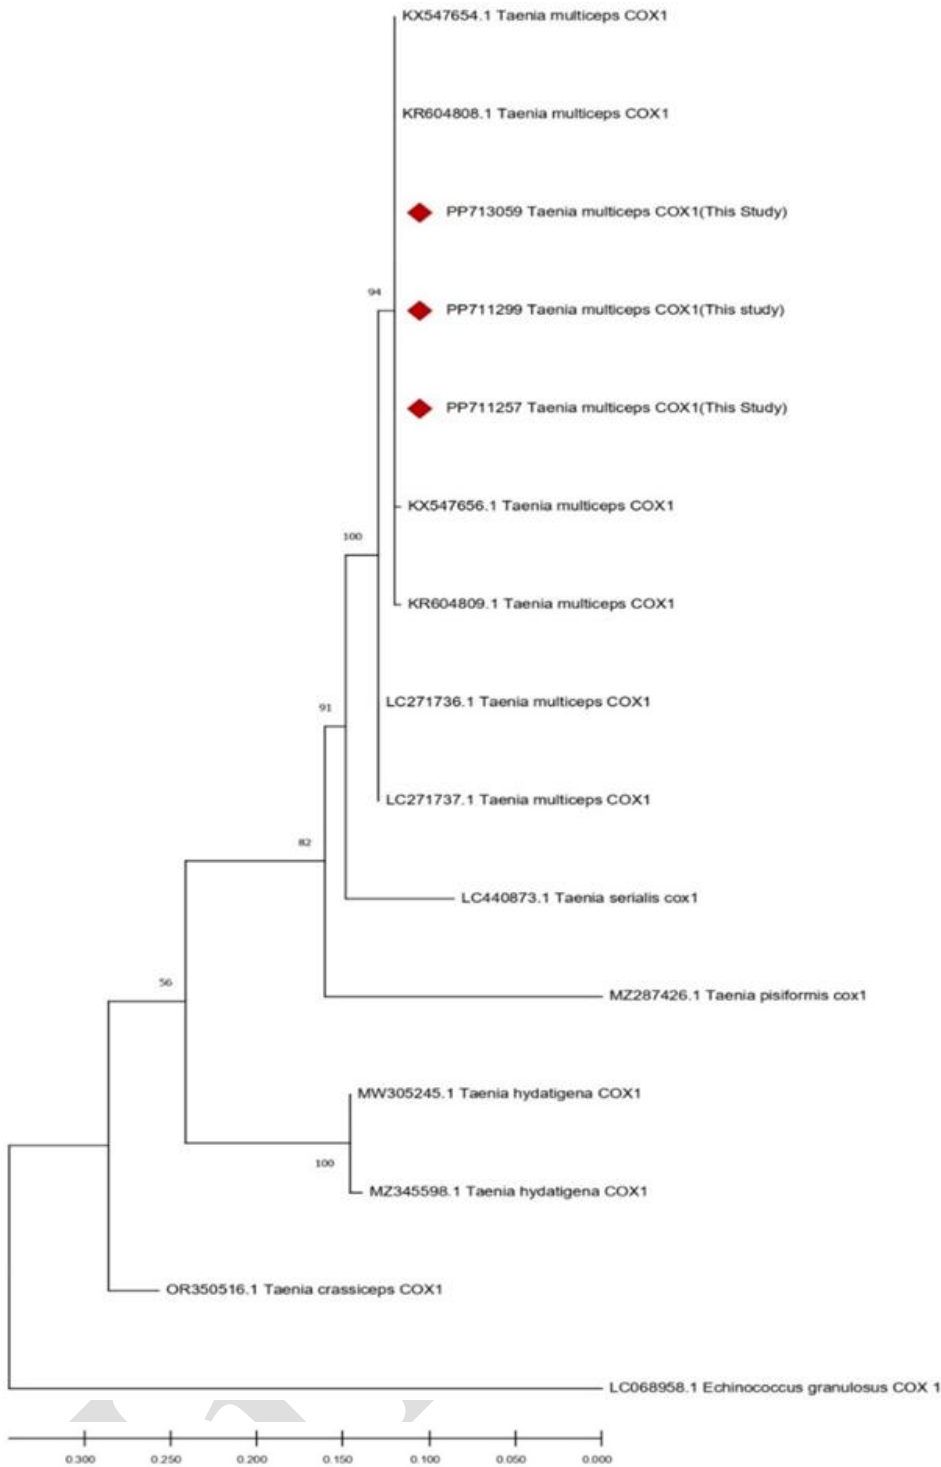 KX547654.1 Taenia multiceps COX1
KR604808.1 Taenia multiceps COX1
PP713059 Taenia multiceps COX1(This Study)
94
PP711299 Taenia multiceps COX1(This study)
PP711257 Taenia multiceps COX1(This Study)
KX547656.1 Taenia multiceps COX1
100
KR604809.1 Taenia multiceps COX1
LC271736.1 Taenia multiceps COX1
91
LC271737.1 Taenia multiceps COX1
82
LC440873.1 Taenia serialis cox1
56
MZ287426.1 Taenia pisiformis cox1
MW305245.1 Taenia hydatigena COX1
100
MZ345598.1 Taenia hydatigena COX1
OR350516.1 Taenia crassiceps COX1
LC068958.1 Echinococcus granulosus COX 1
0.300 0.250 0.200 0.150 0.100 0.050 0.000